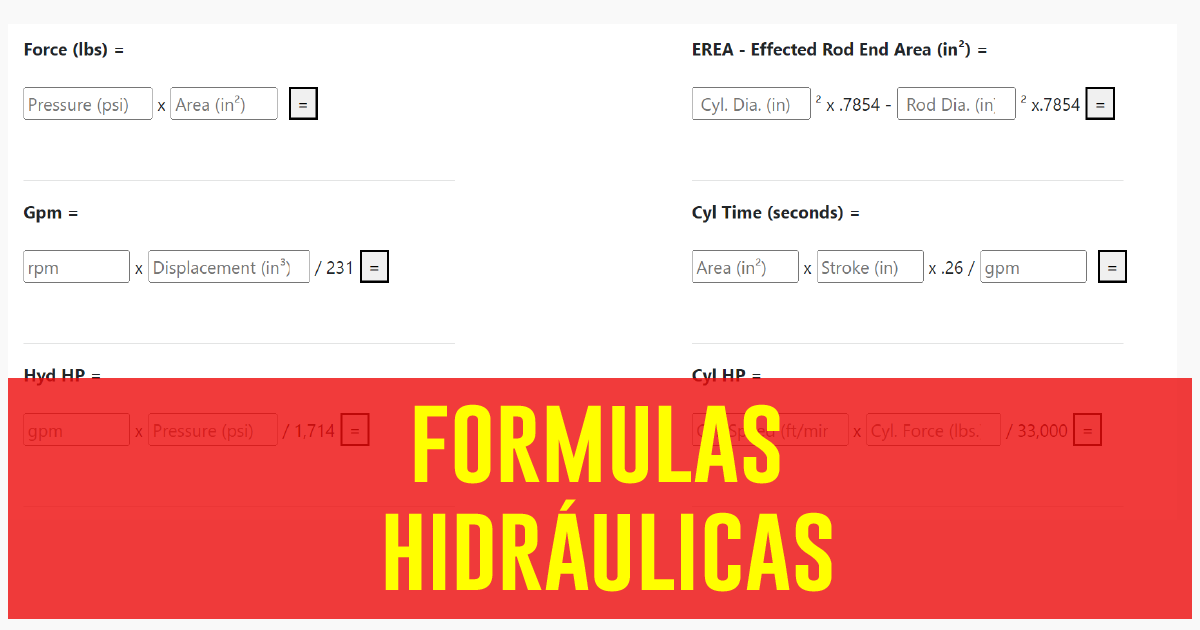 Force (lbs) =
Pressure (psi) x Area (in²) =
EREA - Effected Rod End Area (in²) =
Cyl. Dia. (in) ² x .7854 - Rod Dia. (in) ² x.7854 =
Gpm =
rpm x Displacement (in³) / 231 =
Cyl Time (seconds) =
Area (in²) x Stroke (in) x .26 / gpm =
Hyd HP =
gpm x Pressure (psi) / 1,714 =
Cyl HP =
Speed (ft/mir x Cyl. Force (lbs. / 33,000 =
FORMULAS
HIDRÁULICAS